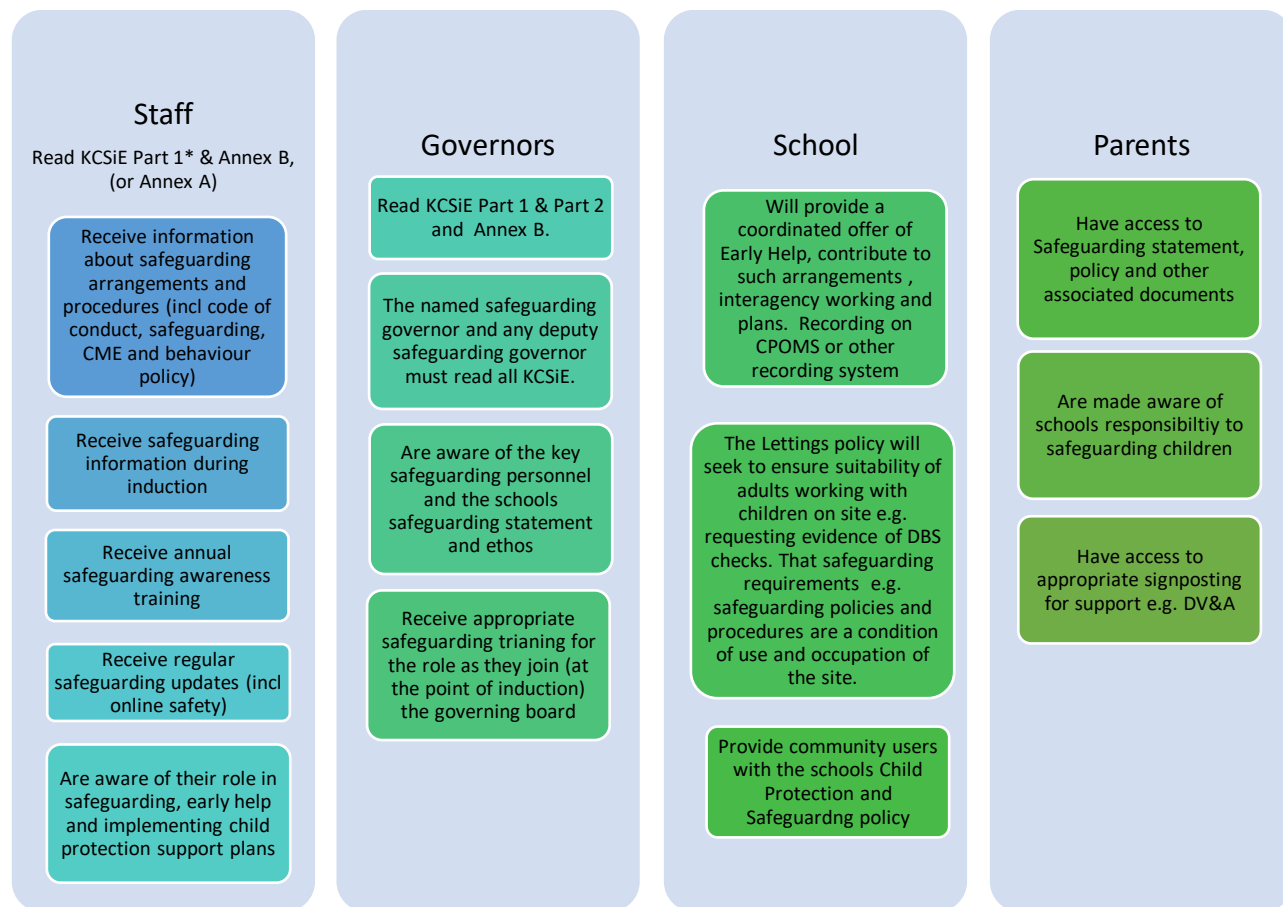 Staff
Read KCSiE Part 1* & Annex B,
(or Annex A)
Receive information
about safeguarding
arrangements and
procedures (incl code of
conduct, safeguarding,
CME and behaviour
policy)
Receive safeguarding
information during
induction
Receive annual
safeguarding awareness
training
Receive regular
safeguarding updates (incl
online safety)
Are aware of their role in
safeguarding, early help
and implementing child
protection support plans
Governors
Read KCSiE Part 1 & Part 2
and Annex B.
The named safeguarding
governor and any deputy
safeguarding governor
must read all KCSiE.
Are aware of the key
safeguarding personnel
and the schools
safeguarding statement
and ethos
Receive appropriate
safeguarding trianing for
the role as they join (at
the point of induction)
the governing board
School
Will provide a
coordinated offer of
Early Help, contribute to
such arrangements ,
interagency working and
plans. Recording on
CPOMS or other
recording system
The Lettings policy will
seek to ensure suitability of
adults working with
children on site e.g.
requesting evidence of DBS
checks. That safeguarding
requirements e.g.
safeguarding policies and
procedures are a condition
of use and occupation of
the site.
Provide community users
with the schools Child
Protection and
Safeguardng policy
Parents
Have access to
Safeguarding statement,
policy and other
associated documents
Are made aware of
schools responsibiltiy to
safeguarding children
Have access to
appropriate signposting
for support e.g. DV&A